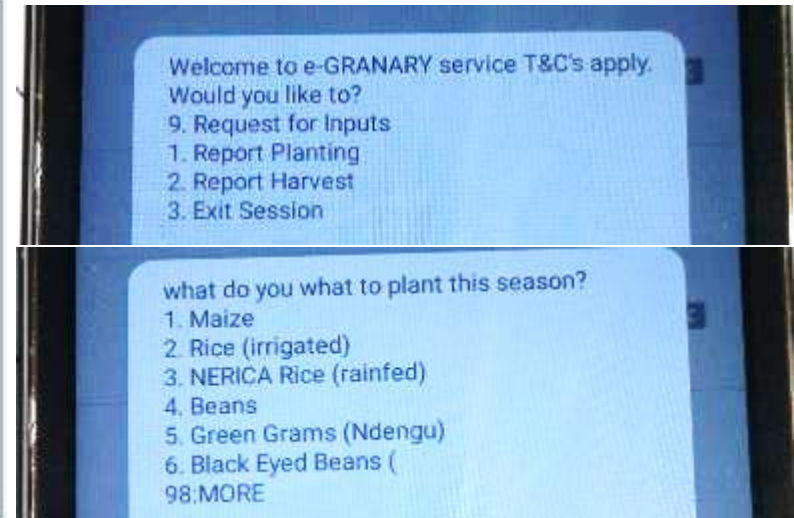 Welcome to e-GRANARY service T&C's apply.
Would you like to?
9. Request for Inputs
1. Report Planting
2. Report Harvest
3. Exit Session
what do you what to plant this season?
1. Maize
2. Rice (irrigated)
3. NERICA Rice (rainfed)
4. Beans
5. Green Grams (Ndengu)
6. Black Eyed Beans (
98:MORE